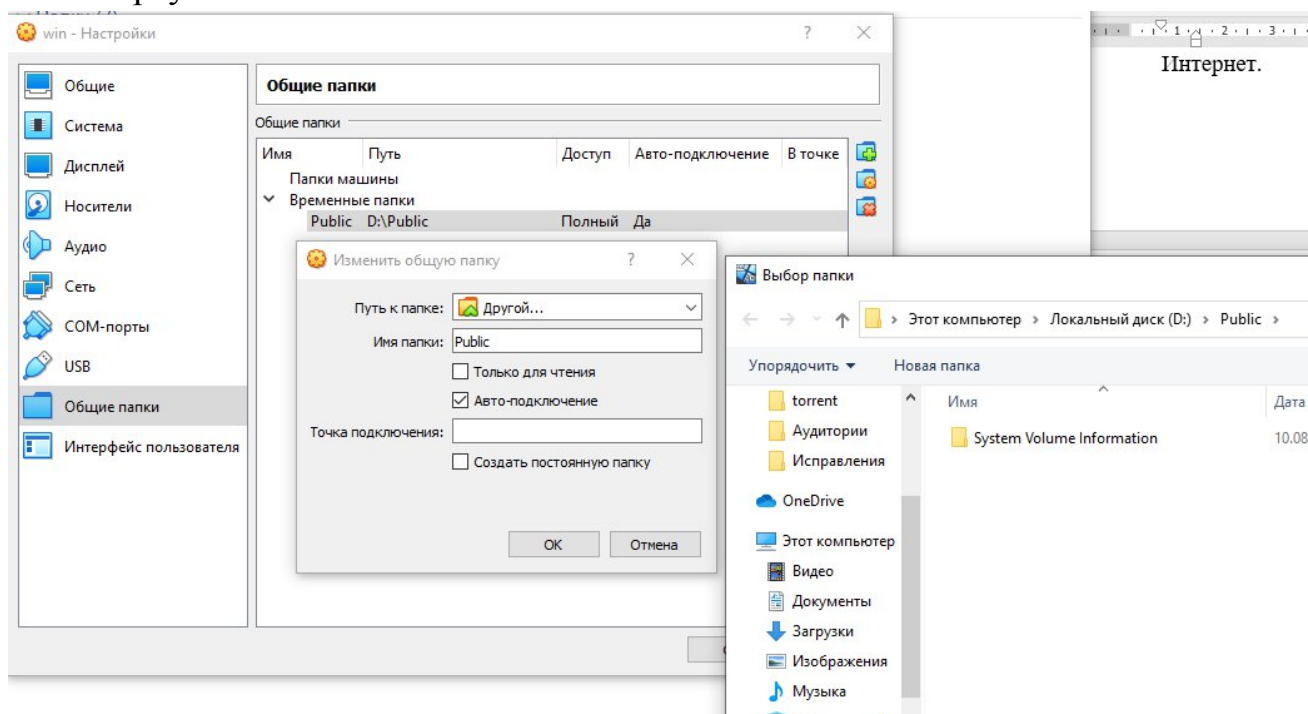 win - Настройки
? ×
1 2 3
Интернет.
Общие
Система
Дисплей
Носители
Аудио
Сеть
COM-порты
USB
Общие папки
Интерфейс пользователя
Общие папки
Общие папки
Имя Путь Доступ Авто-подключение В точке
Папки машины
Временные папки
Public D:\Public Полный Да
Изменить общую папку ? ×
Путь к папке: Другой...
Имя папки: Public
Только для чтения
Авто-подключение
Точка подключения:
Создать постоянную папку
OK Отмена
Выбор папки
Этот компьютер › Локальный диск (D:) › Public ›
Упорядочить Новая папка
torrent
Аудитории
Исправления
OneDrive
Этот компьютер
Видео
Документы
Загрузки
Изображения
Музыка
Имя Дата
System Volume Information 10.08